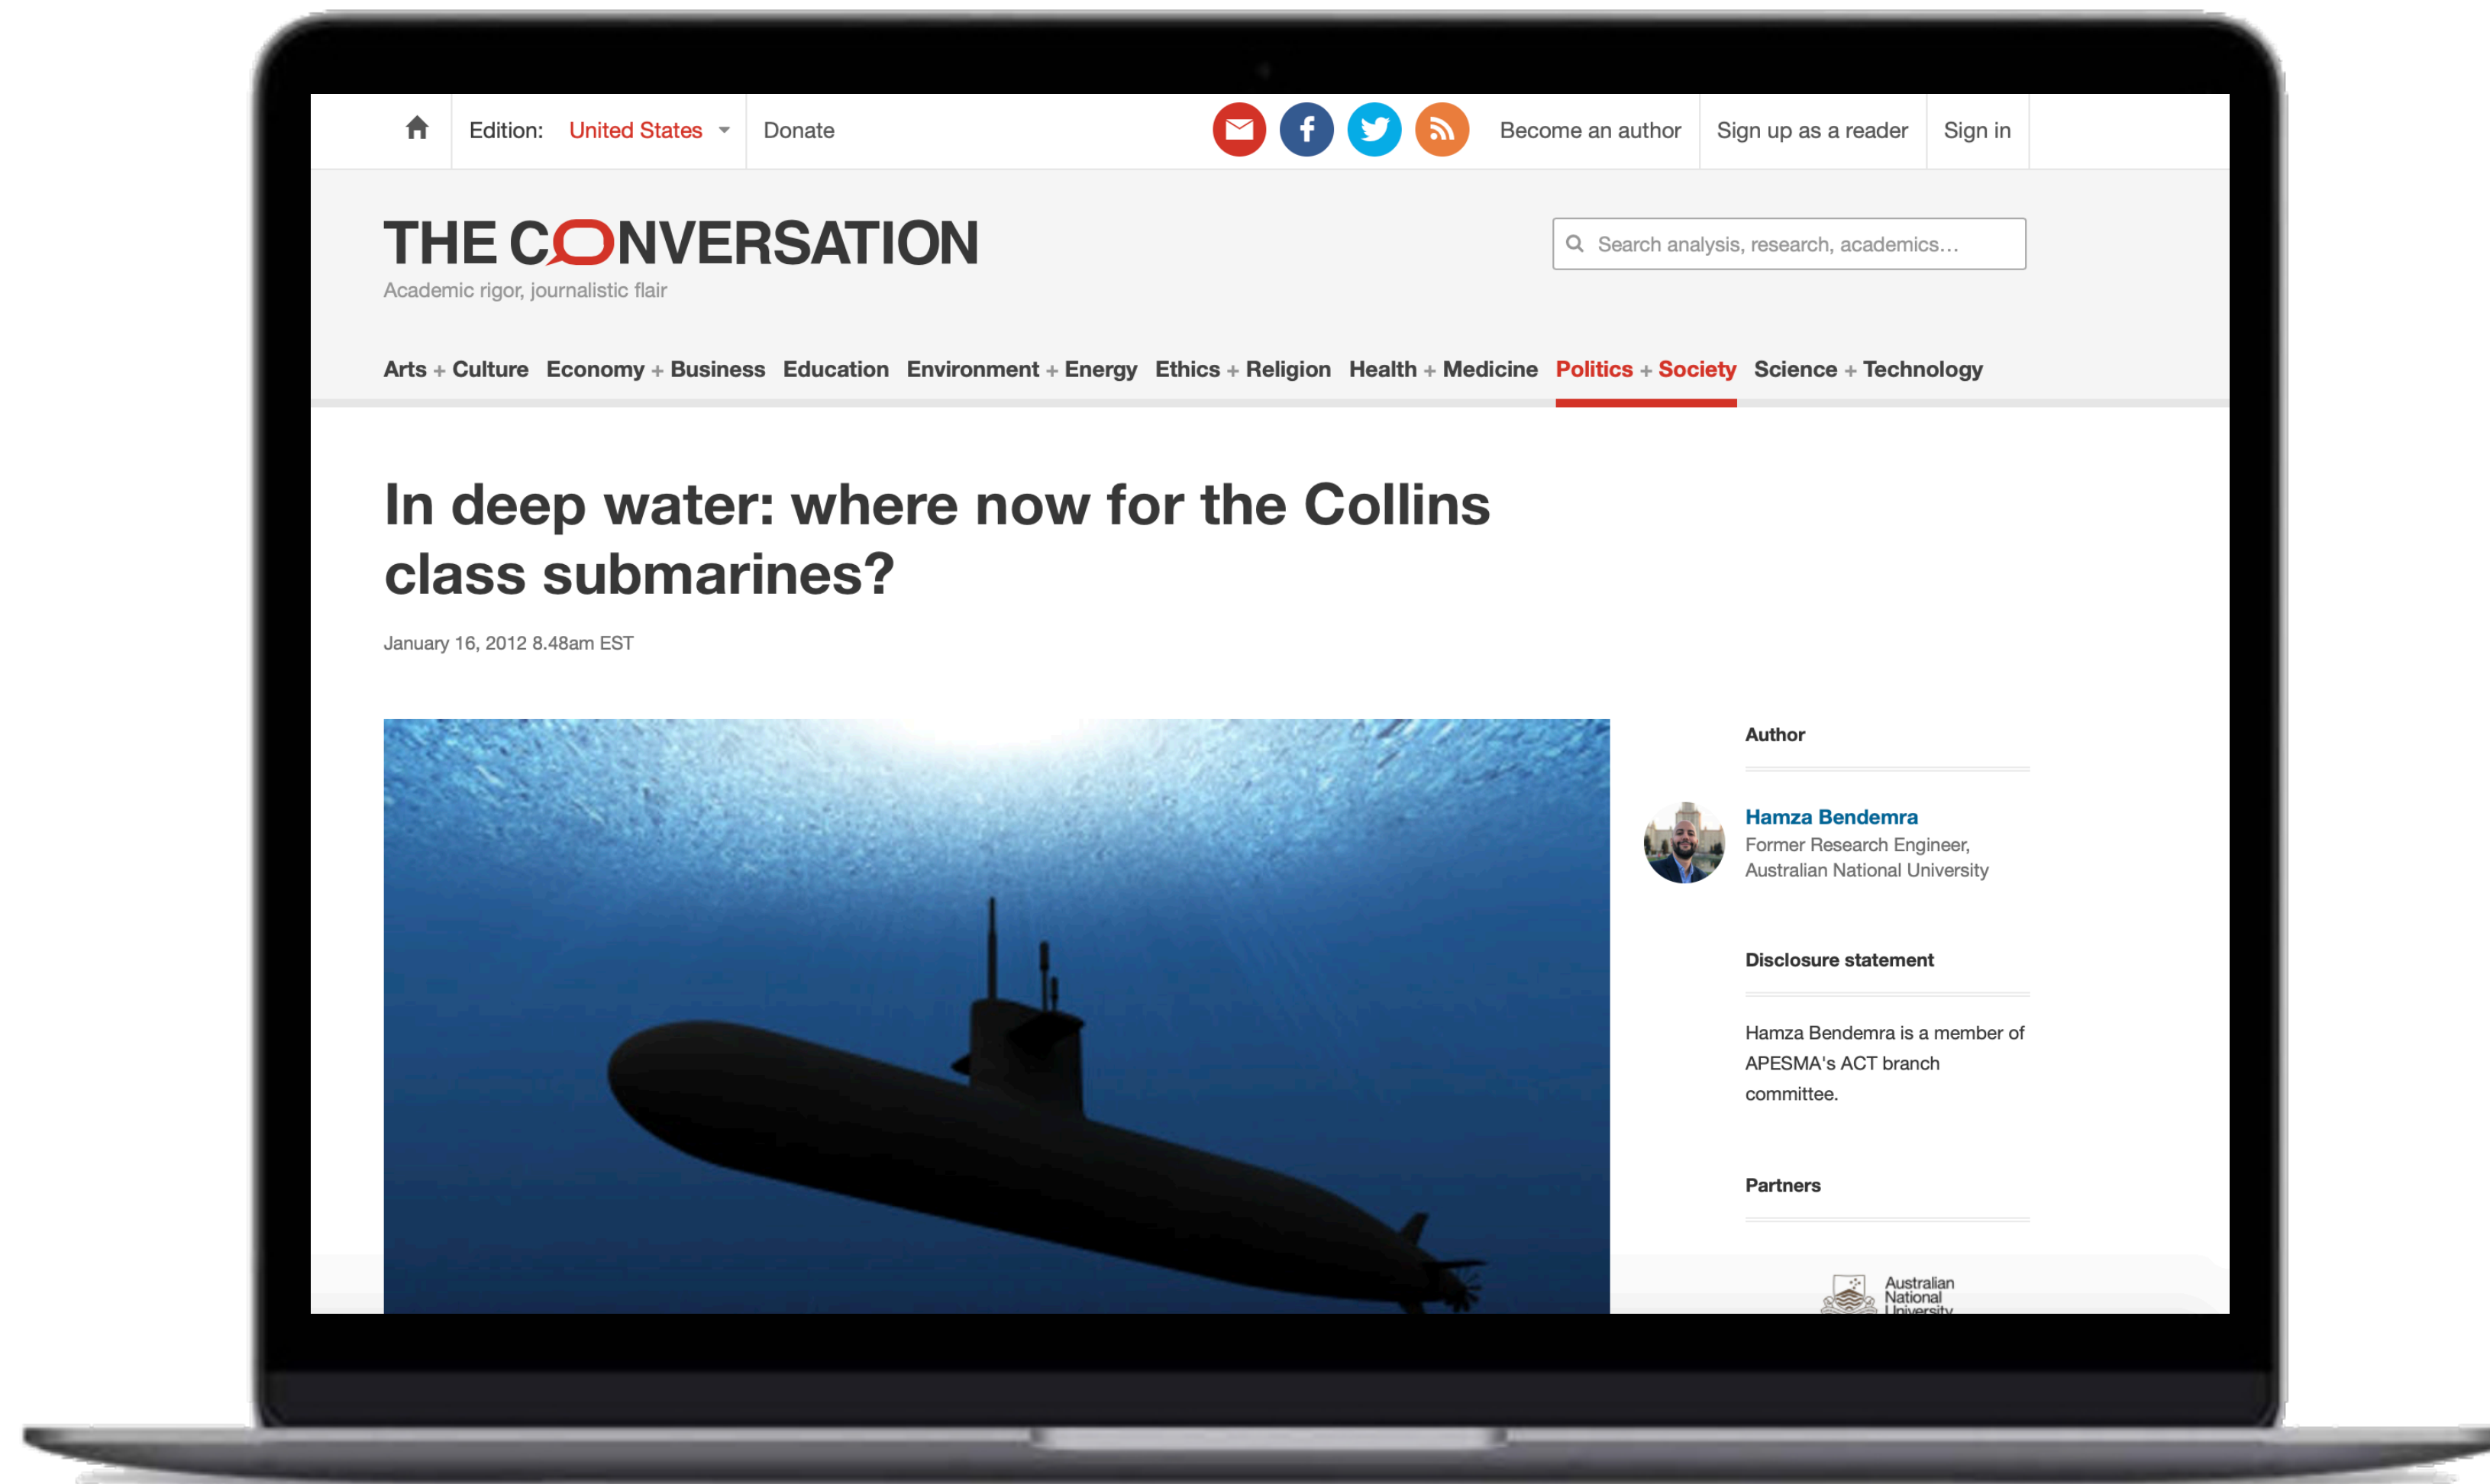 Edition: United States Donate Become an author Sign up as a reader Sign in
THE CONVERSATION
Search analysis, research, academics...
Academic rigor, journalistic flair
Arts + Culture Economy + Business Education Environment + Energy Ethics + Religion Health + Medicine Politics + Society Science + Technology
In deep water: where now for the Collins
class submarines?
January 16, 2012 8.48am EST
Author
Hamza Bendemra
Former Research Engineer,
Australian National University
Disclosure statement
Hamza Bendemra is a member of
APESMA's ACT branch
committee.
Partners
Australian
National
University